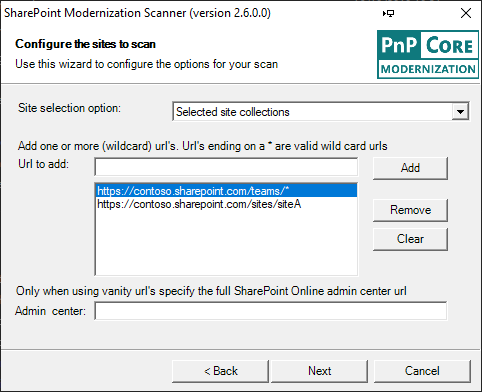 SharePoint Modernization Scanner (version 2.6.0.0)
Configure the sites to scan
Use this wizard to configure the options for your scan
PnP Core
MODERNIZATION
Site selection option:
Selected site collections
Add one or more (wildcard) url's. Url's ending on a * are valid wild card urls
Url to add:
Add
https://contoso.sharepoint.com/teams/*
https://contoso.sharepoint.com/sites/siteA
Remove
Clear
Only when using vanity url's specify the full SharePoint Online admin center url
Admin center:
< Back
Next
Cancel